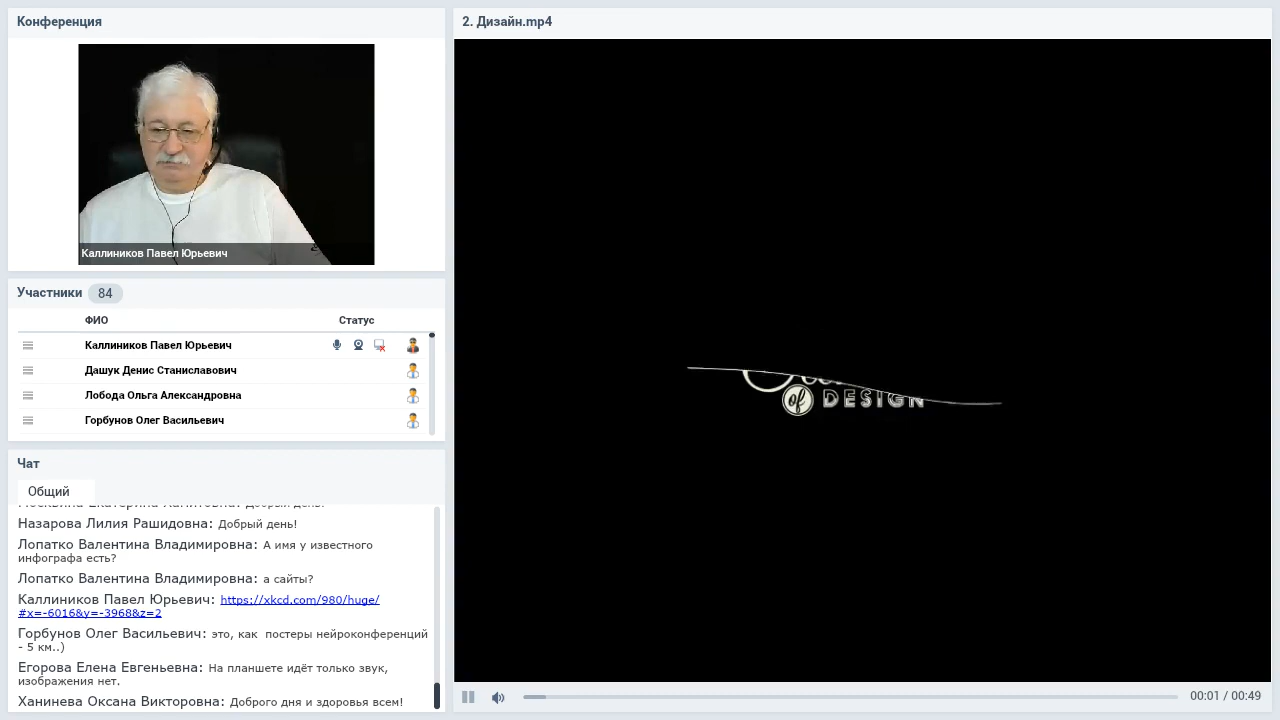 Конференция
Каллиников Павел Юрьевич
Участники 84
ФИО Статус
Каллиников Павел Юрьевич
Дашук Денис Станиславович
Лобода Ольга Александровна
Горбунов Олег Васильевич
Чат
Общий
Назарова Лилия Рашидовна: Добрый день!
Лопатко Валентина Владимировна: А имя у известного
инфографа есть?
Лопатко Валентина Владимировна: а сайты?
Каллиников Павел Юрьевич: https://xkcd.com/980/huge/
#x=-6016&y=-3968&z=2
Горбунов Олег Васильевич: это, как постеры нейроконференций
- 5 км..)
Егорова Елена Евгеньевна: На планшете идёт только звук,
изображения нет.
Ханинева Оксана Викторовна: Доброго дня и здоровья всем!
2. Дизайн.mp4
of DESIGN
00:01 / 00:49